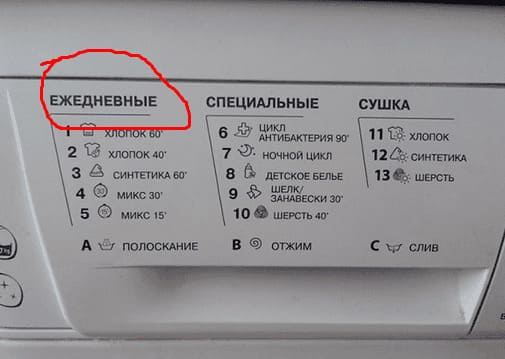 ЕЖЕДНЕВНЫЕ
1 ХЛОПОК 60'
2 ХЛОПОК 40'
3 СИНТЕТИКА 60'
4 МИКС 30'
5 МИКС 15'
A ПОЛОСКАНИЕ
СПЕЦИАЛЬНЫЕ
6 ЦИКЛ
АНТИБАКТЕРИЯ 90'
7 НОЧНОЙ ЦИКЛ
8 ДЕТСКОЕ БЕЛЬЕ
9 ШЕЛК/
ЗАНАВЕСКИ 30'
10 ШЕРСТЬ 40'
B ОТЖИМ
СУШКА
11 ХЛОПОК
12 СИНТЕТИКА
13 ШЕРСТЬ
C СЛИВ